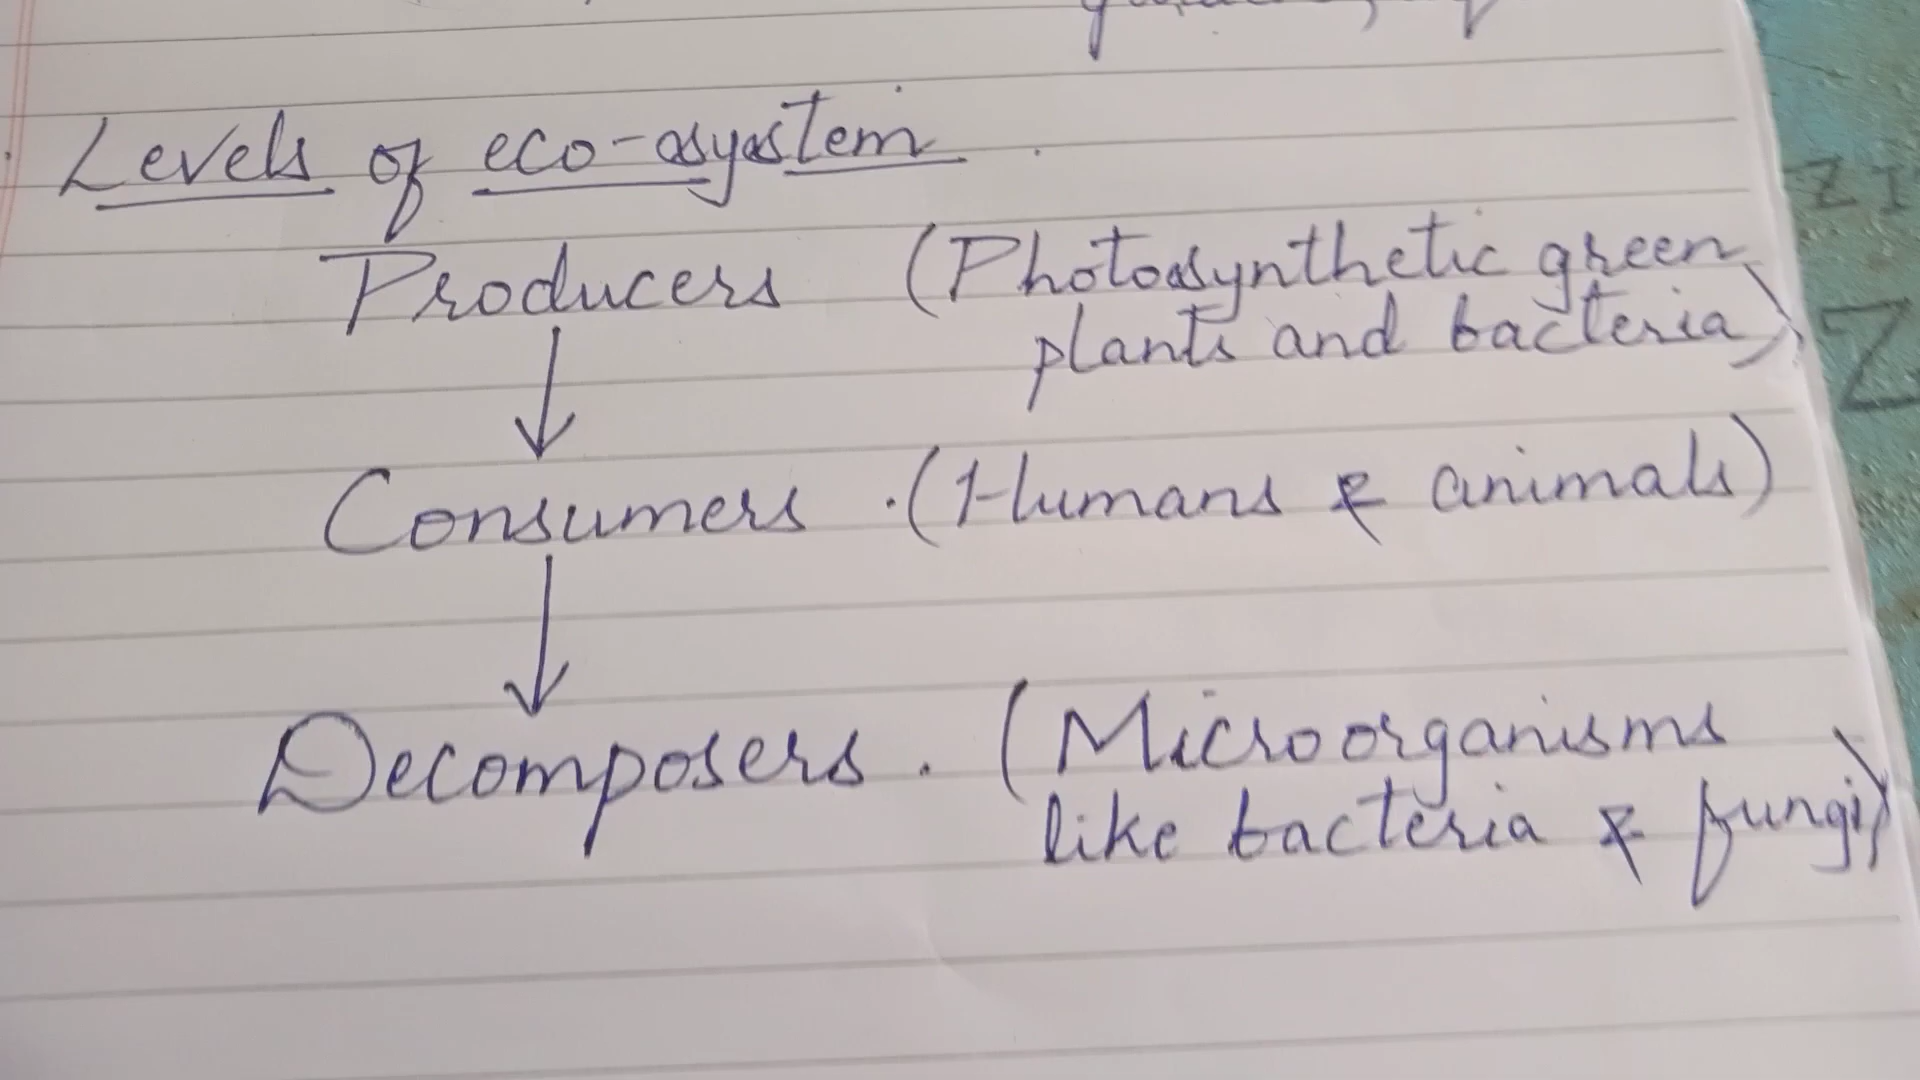 Levels of eco-system
Producers (Photosynthetic green
plants and bacteria)
Consumers (Humans & animals)
Decomposers. (Microorganisms
like bacteria & fungi)